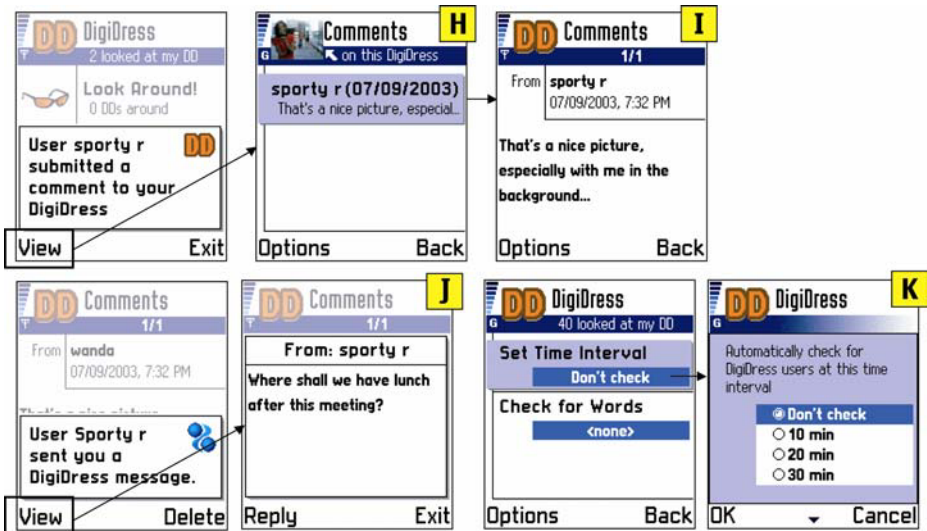 DD DigiDress
2 looked at my DD
Look Around!
0 DDs around
User sporty r DD
submitted a
comment to your
DigiDress
View Exit
H
Comments
G on this DigiDress
sporty r (07/09/2003)
That's a nice picture, especial...
Options Back
I
DD Comments
1/1
From sporty r
07/09/2003, 7:32 PM
That's a nice picture,
especially with me in the
background...
Options Back
DD Comments
1/1
From wanda
07/09/2003, 7:32 PM
That's a nice picture
User Sporty r
sent you a
DigiDress message.
View Delete
J
DD Comments
1/1
From: sporty r
Where shall we have lunch
after this meeting?
Reply Exit
DD DigiDress
G 40 looked at my DD
Set Time Interval
Don't check
Check for Words
<none>
Options Back
K
DD DigiDress
G
Automatically check for
DigiDress users at this time
interval
Don't check
10 min
20 min
30 min
OK Cancel